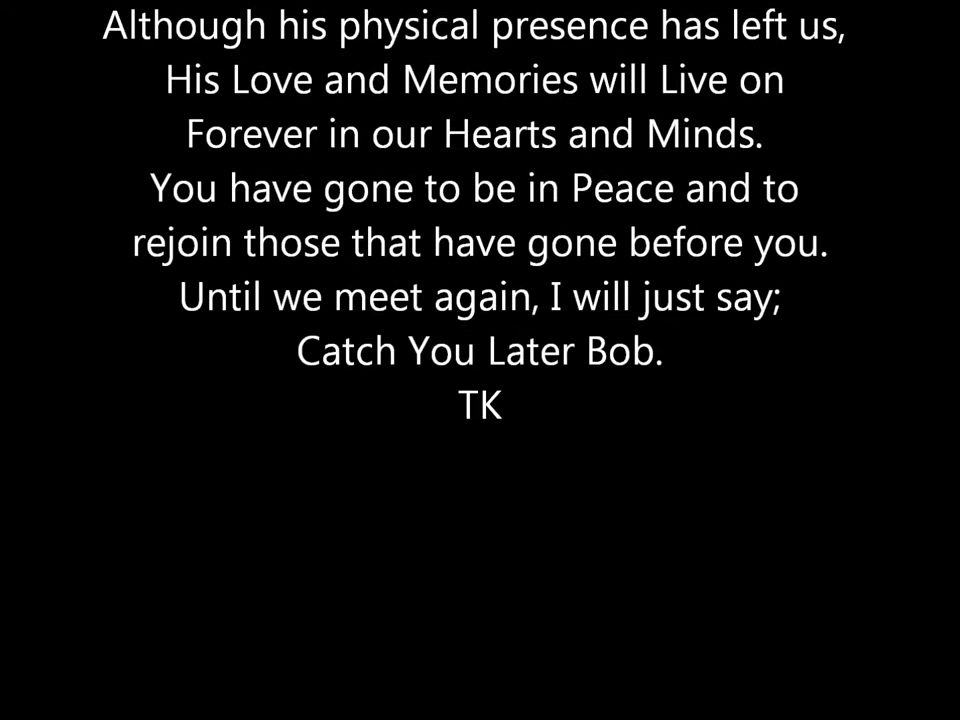 Although his physical presence has left us,
His Love and Memories will Live on
Forever in our Hearts and Minds.
You have gone to be in Peace and to
rejoin those that have gone before you.
Until we meet again, I will just say;
Catch You Later Bob.
TK